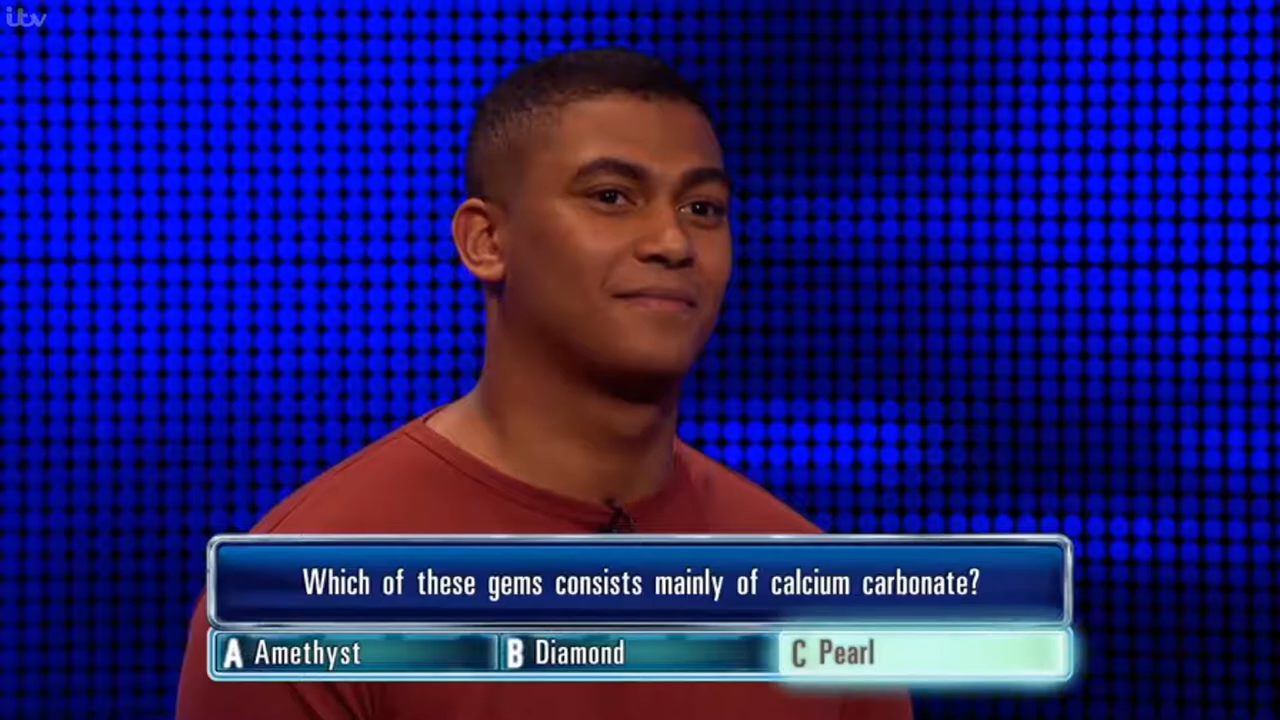 itv
Which of these gems consists mainly of calcium carbonate?
A Amethyst
B Diamond
C Pearl